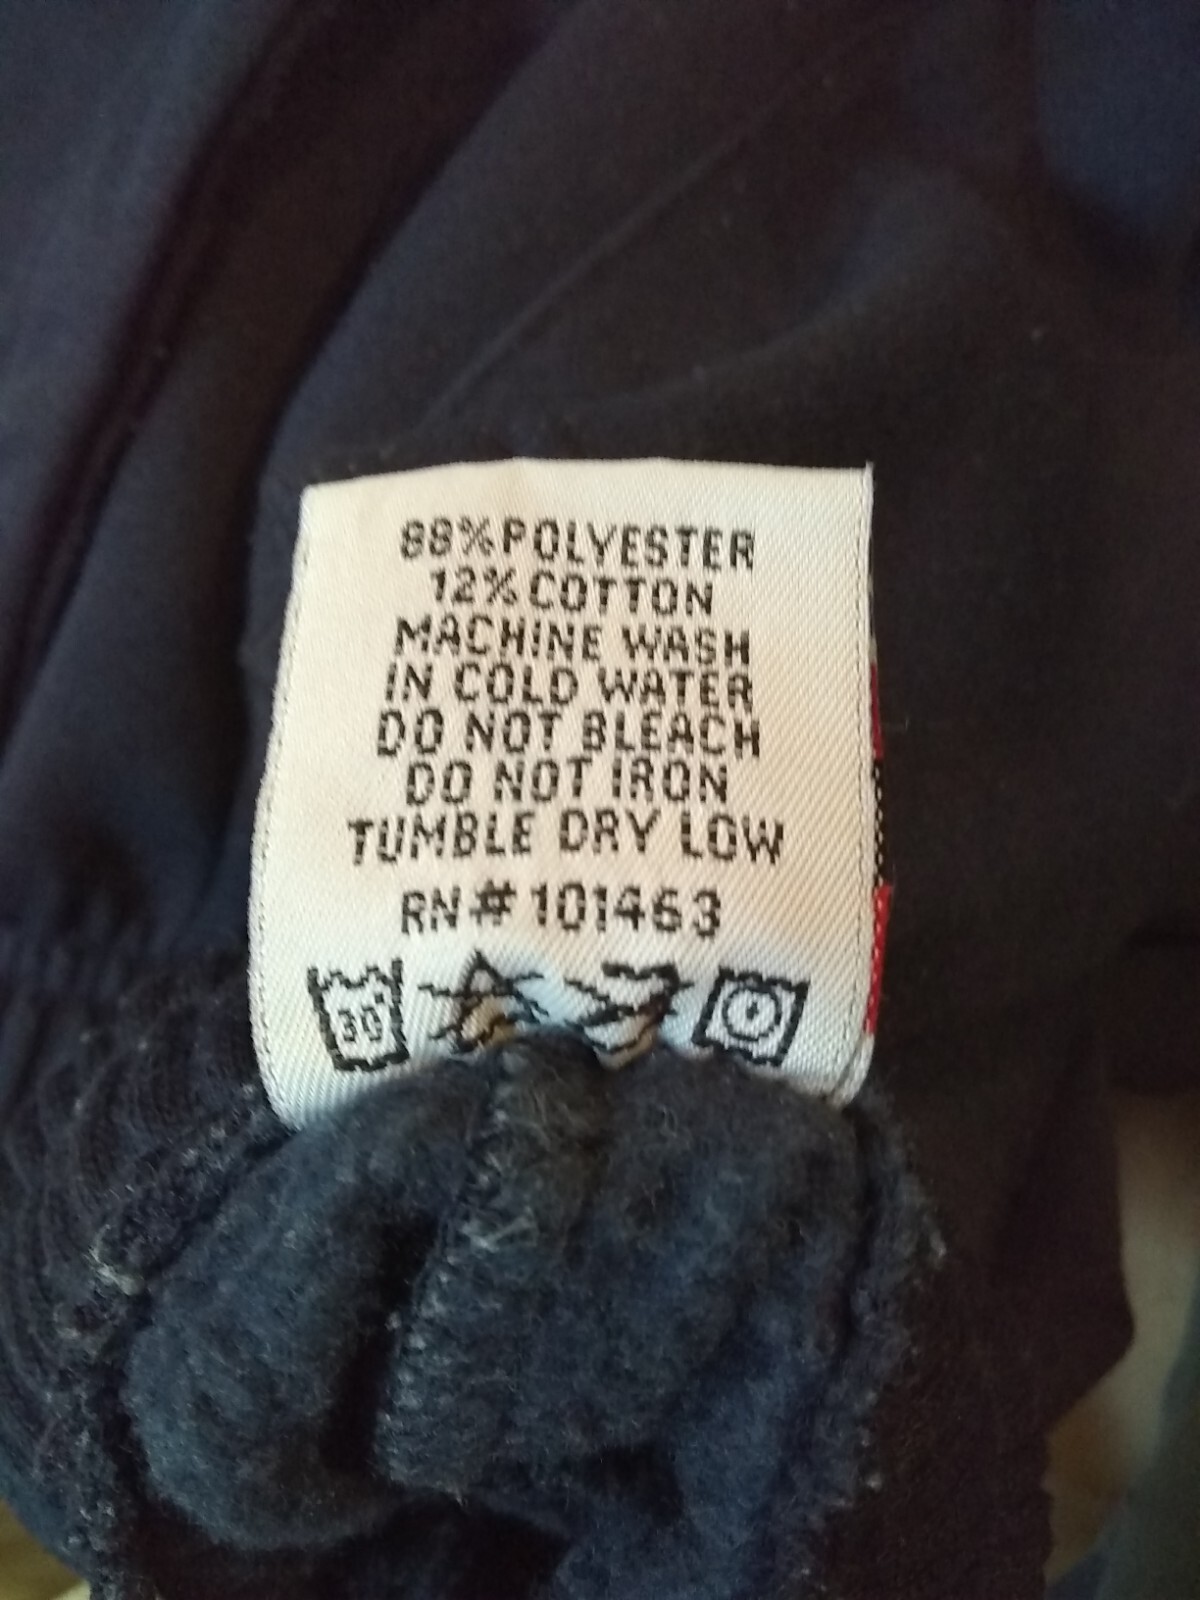 88% POLYESTER
12% COTTON
MACHINE WASH
IN COLD WATER
DO NOT BLEACH
DO NOT IRON
TUMBLE DRY LOW
RN# 101463
30°